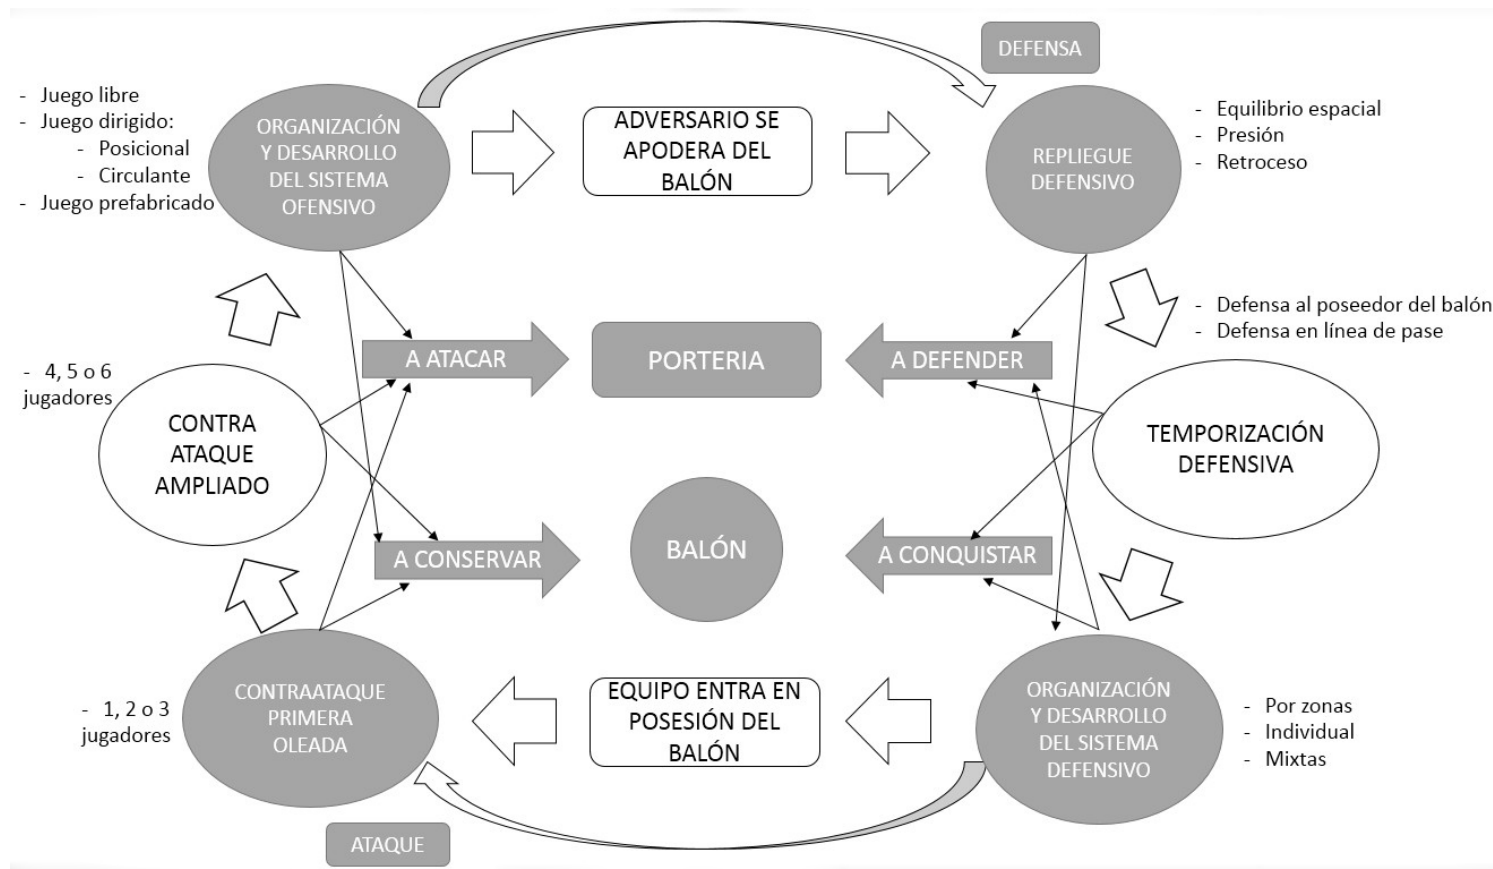 DEFENSA
- Juego libre
- Juego dirigido:
- Posicional
- Circulante
- Juego prefabricado
ORGANIZACIÓN
Y DESARROLLO
DEL SISTEMA
OFENSIVO
ADVERSARIO SE
APODERA DEL
BALÓN
REPLIEGUE
DEFENSIVO
- Equilibrio espacial
- Presión
- Retroceso
- Defensa al poseedor del balón
- Defensa en línea de pase
A ATACAR
PORTERIA
A DEFENDER
- 4, 5 o 6
jugadores
CONTRA
ATAQUE
AMPLIADO
TEMPORIZACIÓN
DEFENSIVA
A CONSERVAR
BALÓN
A CONQUISTAR
- 1, 2 o 3
jugadores
CONTRAATAQUE
PRIMERA
OLEADA
EQUIPO ENTRA EN
POSESIÓN DEL
BALÓN
ORGANIZACIÓN
Y DESARROLLO
DEL SISTEMA
DEFENSIVO
- Por zonas
- Individual
- Mixtas
ATAQUE